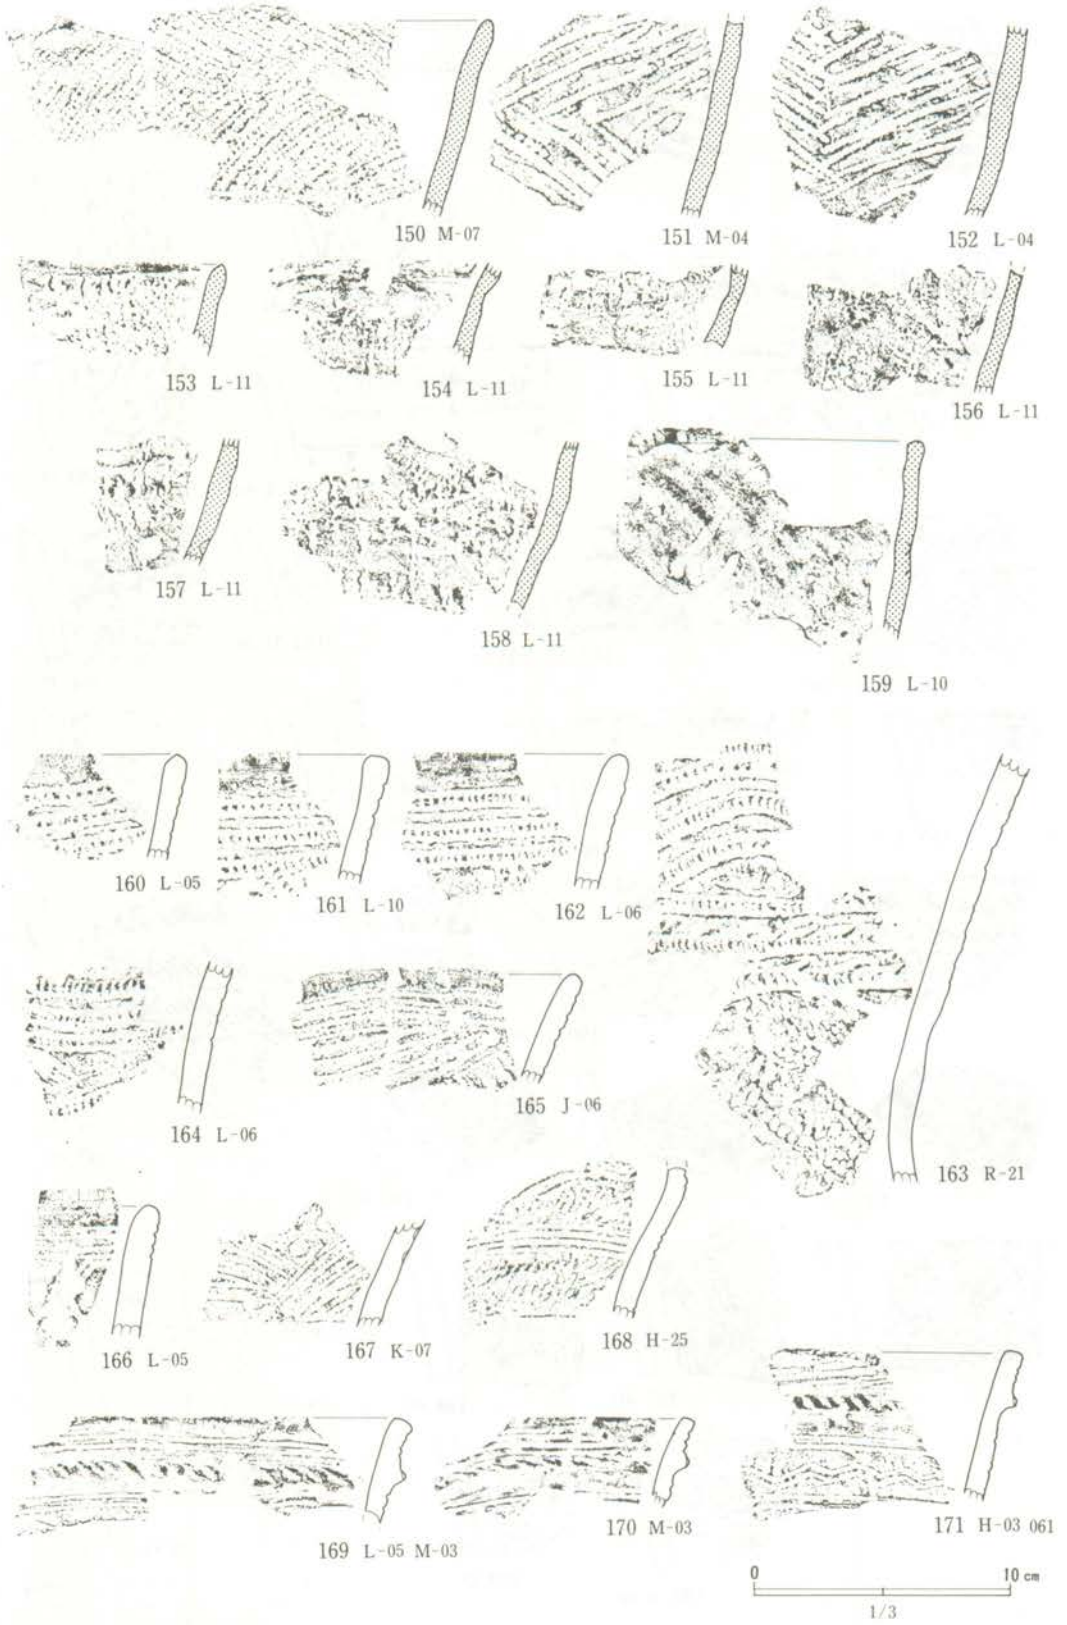 150 M-07
151 M-04
152 L-04
153 L-11
154 L-11
155 L-11
156 L-11
157 L-11
158 L-11
159 L-10
160 L-05
161 L-10
162 L-06
163 R-21
164 L-06
165 J-06
166 L-05
167 K-07
168 H-25
169 L-05 M-03
170 M-03
171 H-03 061
0 10 cm
1/3